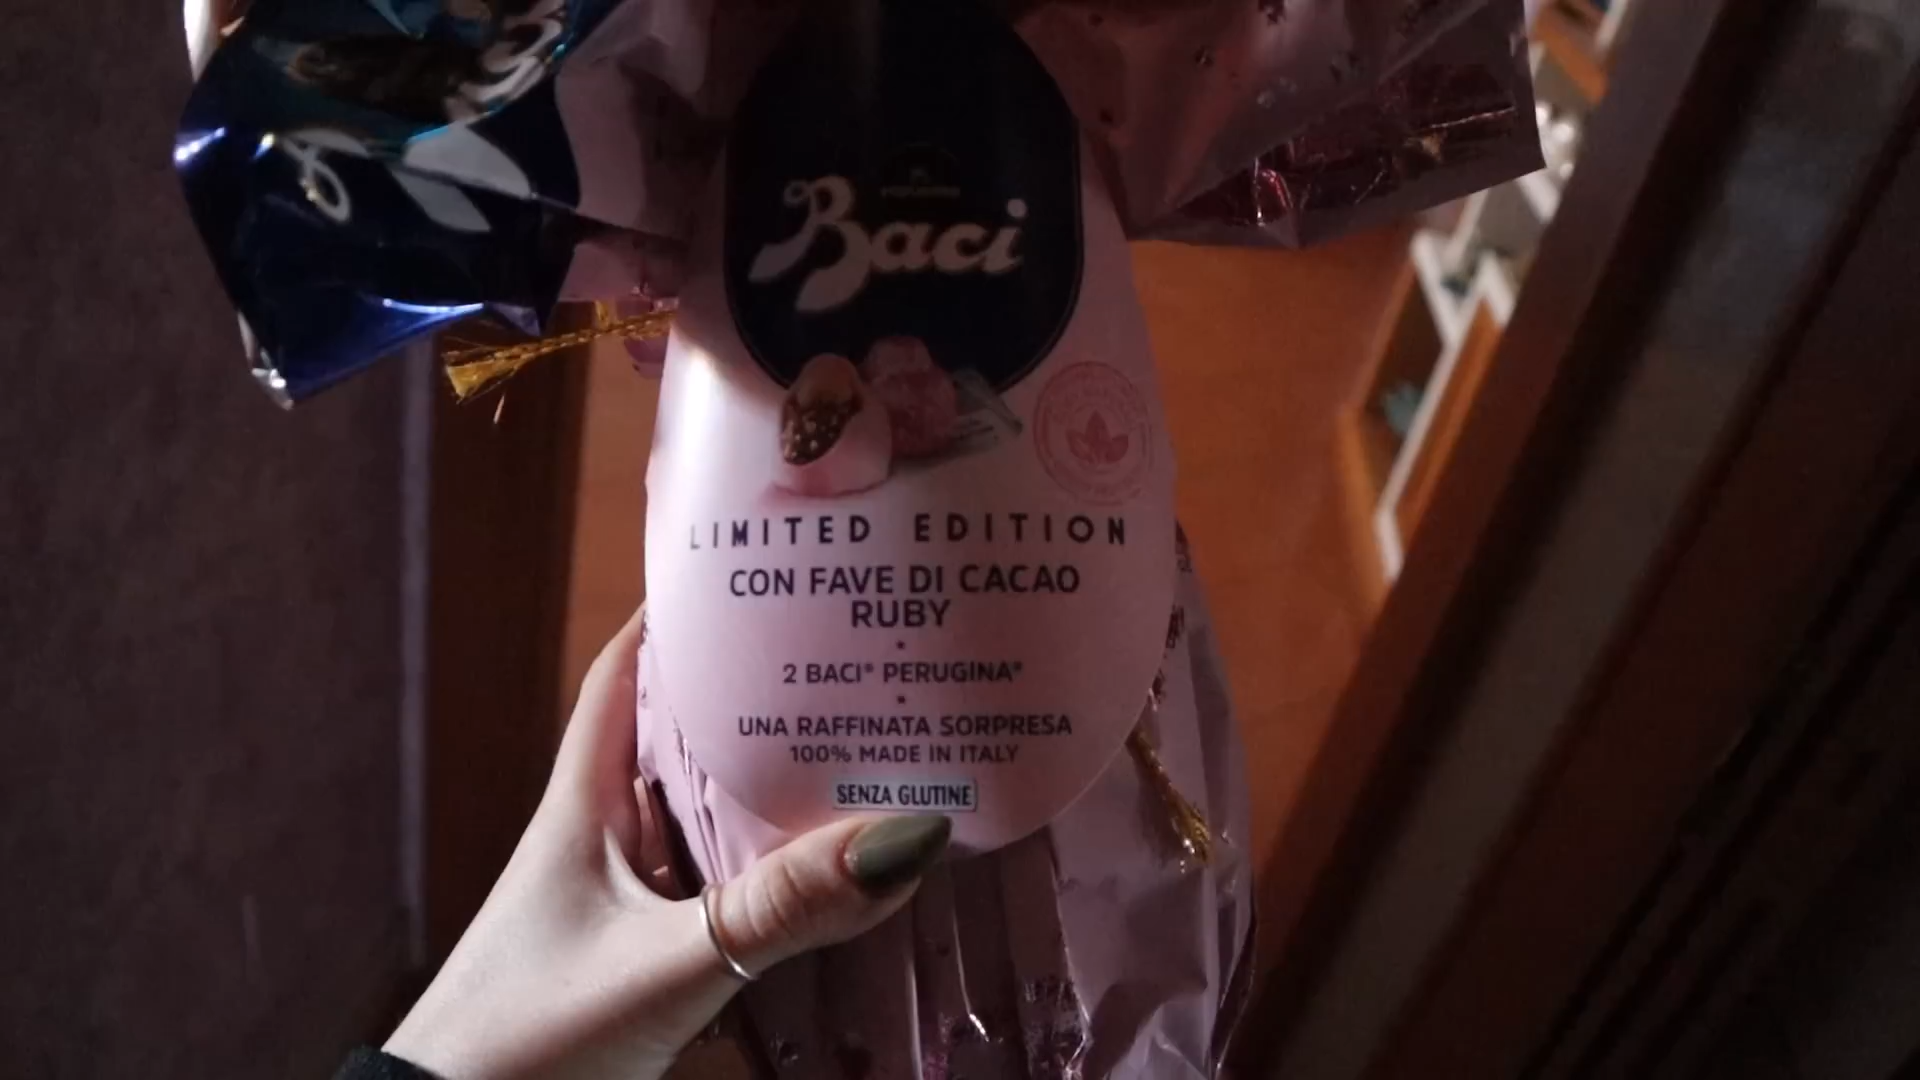 Baci
LIMITED EDITION
CON FAVE DI CACAO
RUBY
2 BACI® PERUGINA®
UNA RAFFINATA SORPRESA
100% MADE IN ITALY
SENZA GLUTINE